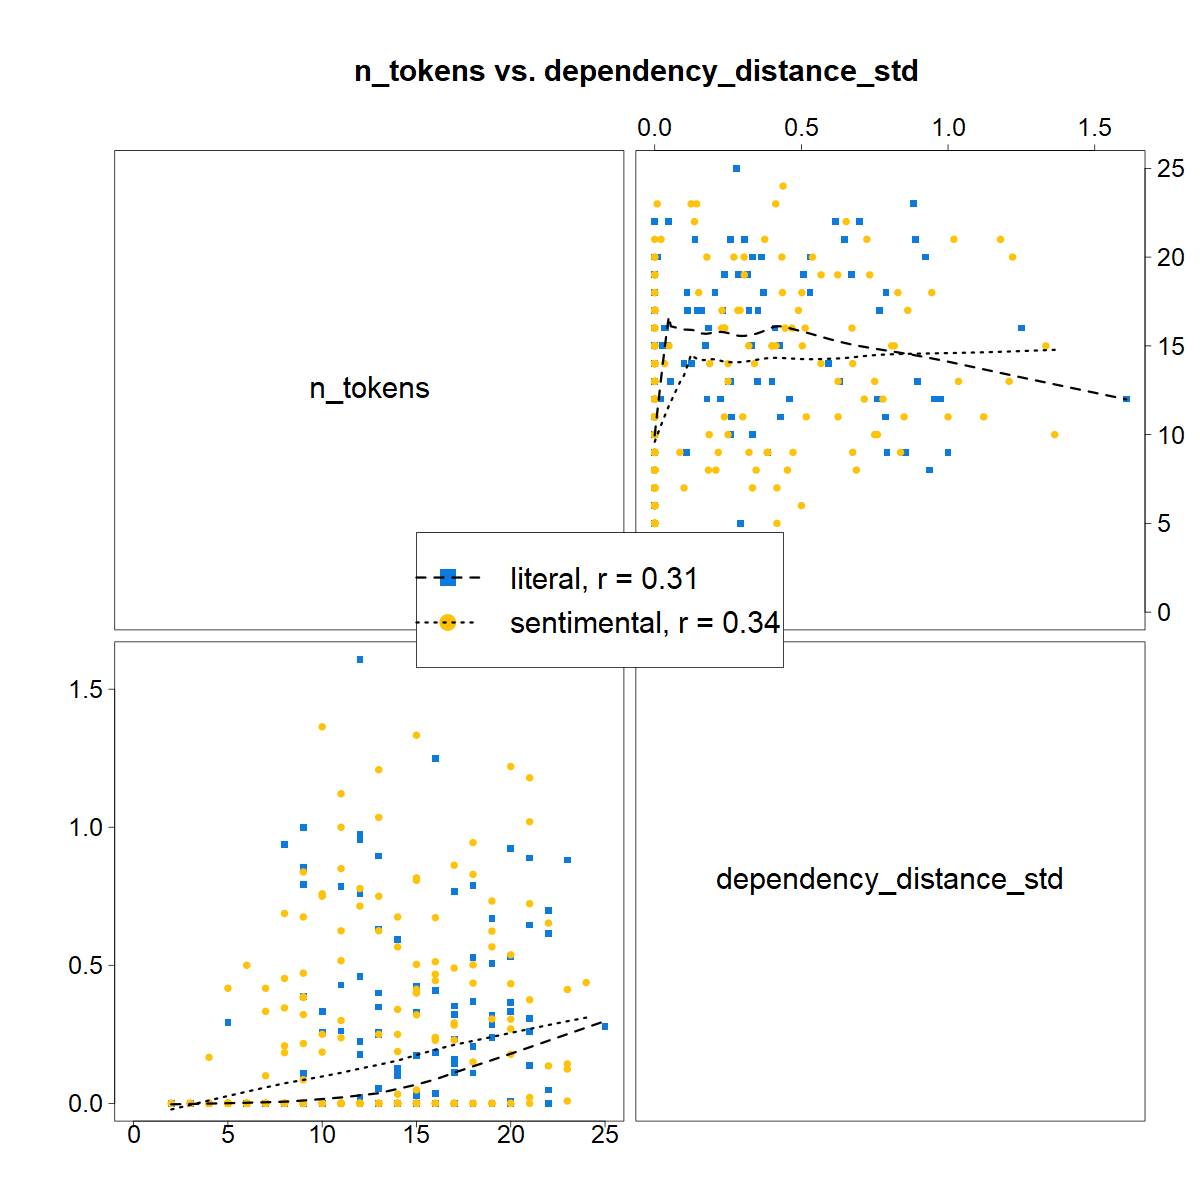 n_tokens vs. dependency_distance_std
0.0 0.5 1.0 1.5
25
20
15
10
5
0
n_tokens
literal, r = 0.31
sentimental, r = 0.34
1.5
1.0
0.5
0.0
dependency_distance_std
0 5 10 15 20 25